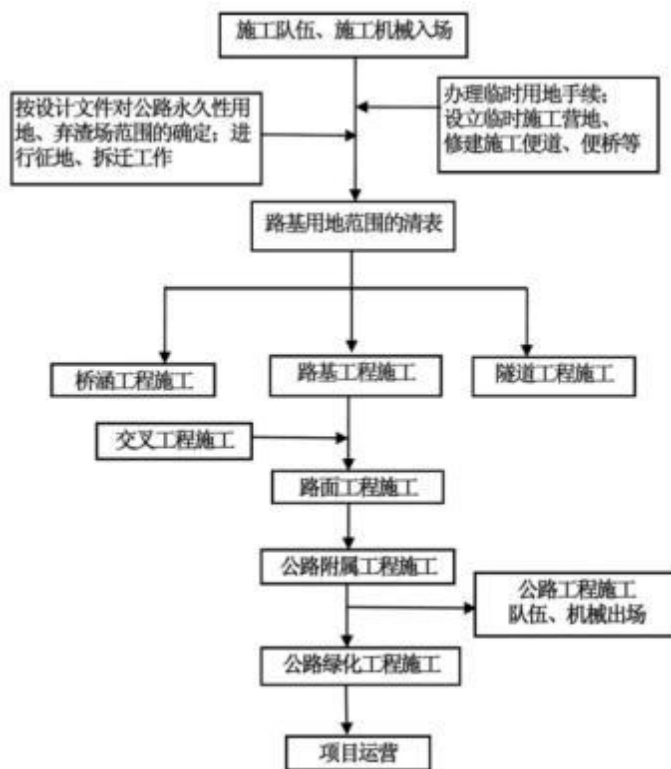 施工队伍、施工机械入场
按设计文件对公路永久性用
地、弃渣场范围的确定；进
行征地、拆迁工作
办理临时用地手续；
设立临时施工营地、
修建施工便道、便桥等
路基用地范围的清表
桥涵工程施工
路基工程施工
隧道工程施工
交叉工程施工
路面工程施工
公路附属工程施工
公路工程施工
队伍、机械出场
公路绿化工程施工
项目运营